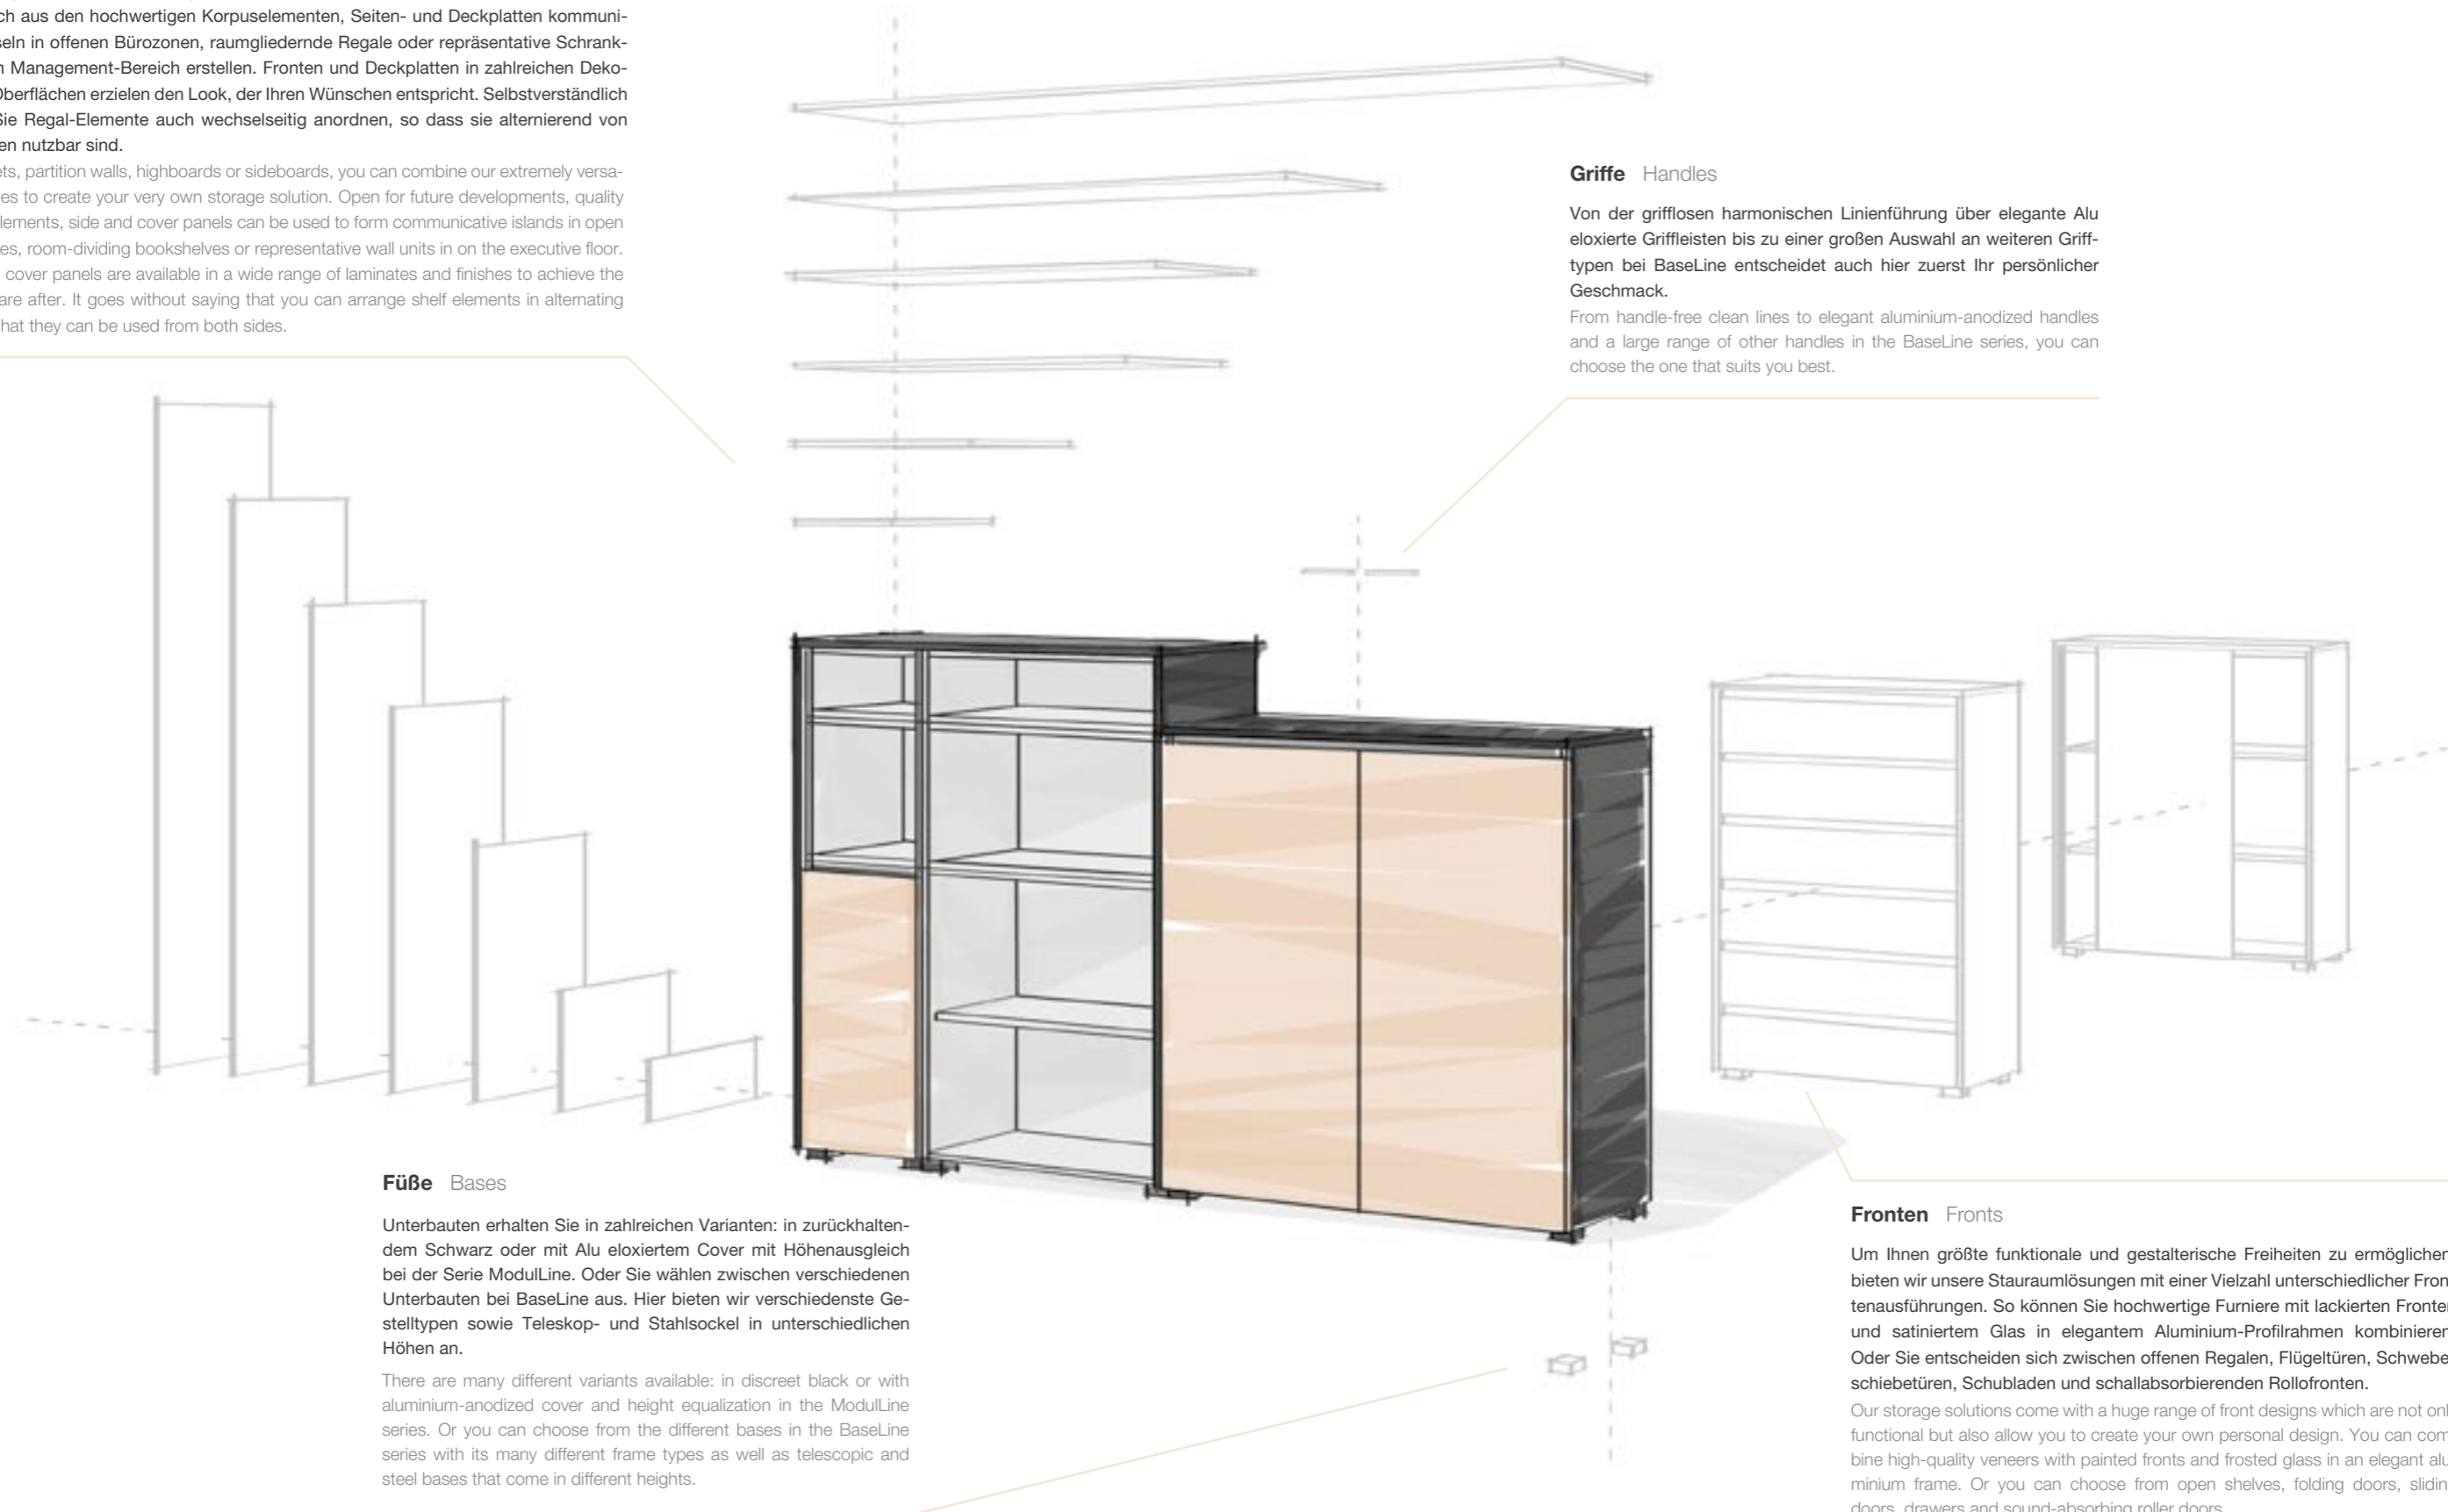 ch aus den hochwertigen Korpuselementen, Seiten- und Deckplatten kommuni-
seln in offenen Bürozonen, raumgliedernde Regale oder repräsentative Schrank-
Management-Bereich erstellen. Fronten und Deckplatten in zahlreichen Deko-
Oberflächen erzielen den Look, der Ihren Wünschen entspricht. Selbstverständlich
Sie Regal-Elemente auch wechselseitig anordnen, so dass sie alternierend von
en nutzbar sind.
ets, partition walls, highboards or sideboards, you can combine our extremely versa-
es to create your very own storage solution. Open for future developments, quality
elements, side and cover panels can be used to form communicative islands in open
es, room-dividing bookshelves or representative wall units in on the executive floor.
cover panels are available in a wide range of laminates and finishes to achieve the
are after. It goes without saying that you can arrange shelf elements in alternating
hat they can be used from both sides.
Griffe Handles
Von der grifflosen harmonischen Linienführung über elegante Alu
eloxierte Griffleisten bis zu einer großen Auswahl an weiteren Griff-
typen bei BaseLine entscheidet auch hier zuerst Ihr persönlicher
Geschmack.
From handle-free clean lines to elegant aluminium-anodized handles
and a large range of other handles in the BaseLine series, you can
choose the one that suits you best.
Füße Bases
Unterbauten erhalten Sie in zahlreichen Varianten: in zurückhalten-
dem Schwarz oder mit Alu eloxiertem Cover mit Höhenausgleich
bei der Serie ModulLine. Oder Sie wählen zwischen verschiedenen
Unterbauten bei BaseLine aus. Hier bieten wir verschiedenste Ge-
stelltypen sowie Teleskop- und Stahlsockel in unterschiedlichen
Höhen an.
There are many different variants available: in discreet black or with
aluminium-anodized cover and height equalization in the ModulLine
series. Or you can choose from the different bases in the BaseLine
series with its many different frame types as well as telescopic and
steel bases that come in different heights.
Fronten Fronts
Um Ihnen größte funktionale und gestalterische Freiheiten zu ermöglichen
bieten wir unsere Stauraumlösungen mit einer Vielzahl unterschiedlicher Fron
tenausführungen. So können Sie hochwertige Furniere mit lackierten Fronten
und satiniertem Glas in elegantem Aluminium-Profilrahmen kombinieren
Oder Sie entscheiden sich zwischen offenen Regalen, Flügeltüren, Schwebe
schiebetüren, Schubladen und schallabsorbierenden Rollofronten.
Our storage solutions come with a huge range of front designs which are not onl
functional but also allow you to create your own personal design. You can com
bine high-quality veneers with painted fronts and frosted glass in an elegant alu
minium frame. Or you can choose from open shelves, folding doors, slidin
doors, drawers and sound-absorbing roller doors.